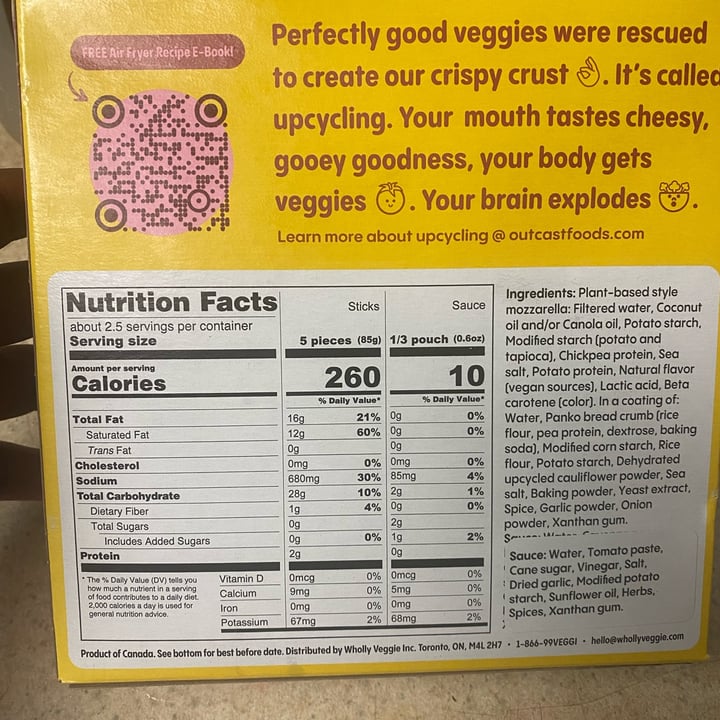 FREE Air Fryer Recipe E-Book!
Perfectly good veggies were rescued
to create our crispy crust. It's called
upcycling. Your mouth tastes cheesy,
gooey goodness, your body gets
veggies. Your brain explodes.
Learn more about upcycling @ outcastfoods.com
Nutrition Facts
about 2.5 servings per container
Serving size
Sticks Sauce
5 pieces (85g) 1/3 pouch (0.6oz)
Amount per serving
Calories 260 10
% Daily Value* % Daily Value*
Total Fat 16g 21% 0g 0%
Saturated Fat 12g 60% 0g 0%
Trans Fat 0g 0g
Cholesterol 0mg 0% 0mg 0%
Sodium 680mg 30% 85mg 4%
Total Carbohydrate 28g 10% 2g 1%
Dietary Fiber 1g 4% 0g 0%
Total Sugars 0g 2g
Includes Added Sugars 0g 0% 1g 2%
Protein 2g 0g
Vitamin D 0mcg 0% 0mcg 0%
Calcium 9mg 0% 5mg 0%
Iron 0mg 0% 0mg 0%
Potassium 67mg 2% 68mg 2%
* The % Daily Value (DV) tells you
how much a nutrient in a serving
of food contributes to a daily diet.
2,000 calories a day is used for
general nutrition advice.
Ingredients: Plant-based style
mozzarella: Filtered water, Coconut
oil and/or Canola oil, Potato starch,
Modified starch (potato and
tapioca), Chickpea protein, Sea
salt, Potato protein, Natural flavor
(vegan sources), Lactic acid, Beta
carotene (color). In a coating of:
Water, Panko bread crumb (rice
flour, pea protein, dextrose, baking
soda), Modified corn starch, Rice
flour, Potato starch, Dehydrated
upcycled cauliflower powder, Sea
salt, Baking powder, Yeast extract,
Spice, Garlic powder, Onion
powder, Xanthan gum.
Sauce: Water, Tomato paste,
Cane sugar, Vinegar, Salt,
Dried garlic, Modified potato
starch, Sunflower oil, Herbs,
Spices, Xanthan gum.
Product of Canada. See bottom for best before date. Distributed by Wholly Veggie Inc. Toronto, ON, M4L 2H7 • 1-866-99VEGGI • hello@whollyveggie.com